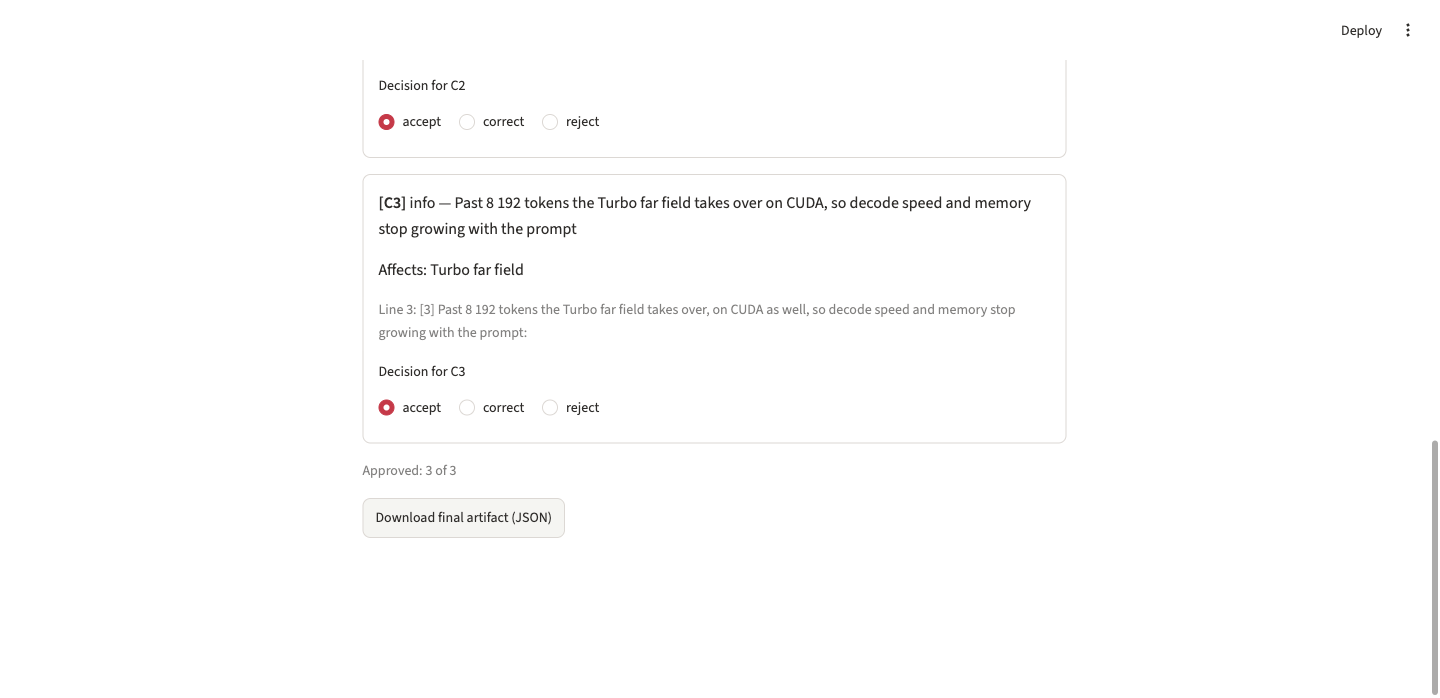 Deploy
Decision for C2
accept correct reject
[C3] info — Past 8 192 tokens the Turbo far field takes over on CUDA, so decode speed and memory
stop growing with the prompt
Affects: Turbo far field
Line 3: [3] Past 8 192 tokens the Turbo far field takes over, on CUDA as well, so decode speed and memory stop
growing with the prompt:
Decision for C3
accept correct reject
Approved: 3 of 3
Download final artifact (JSON)